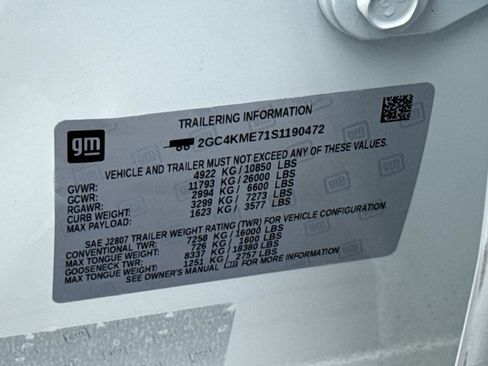 TRAILERING INFORMATION
gm
2GC4KME71S1190472
VEHICLE AND TRAILER MUST NOT EXCEED ANY OF THESE VALUES.
GVWR: 4922 KG / 10850 LBS
GCWR: 11793 KG / 26000 LBS
RGAWR: 2994 KG / 6600 LBS
CURB WEIGHT: 3299 KG / 7273 LBS
MAX PAYLOAD: 1623 KG / 3577 LBS
SAE J2807 TRAILER WEIGHT RATING (TWR) FOR VEHICLE CONFIGURATION.
CONVENTIONAL TWR: 7258 KG / 16000 LBS
MAX TONGUE WEIGHT: 726 KG / 1600 LBS
GOOSENECK TWR: 8337 KG / 18380 LBS
MAX TONGUE WEIGHT: 1251 KG / 2757 LBS
SEE OWNER'S MANUAL FOR MORE INFORMATION